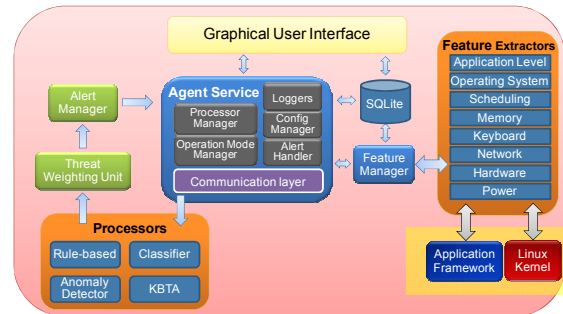 Graphical User Interface
Feature Extractors
Application Level
Operating System
Scheduling
Memory
Keyboard
Network
Hardware
Power
Agent Service
Loggers
Processor
Manager
Config
Manager
Operation Mode
Manager
Alert
Handler
Communication layer
SQLite
Feature
Manager
Alert
Manager
Threat
Weighting Unit
Processors
Rule-based
Classifier
Anomaly
Detector
KBTA
Application
Framework
Linux
Kernel